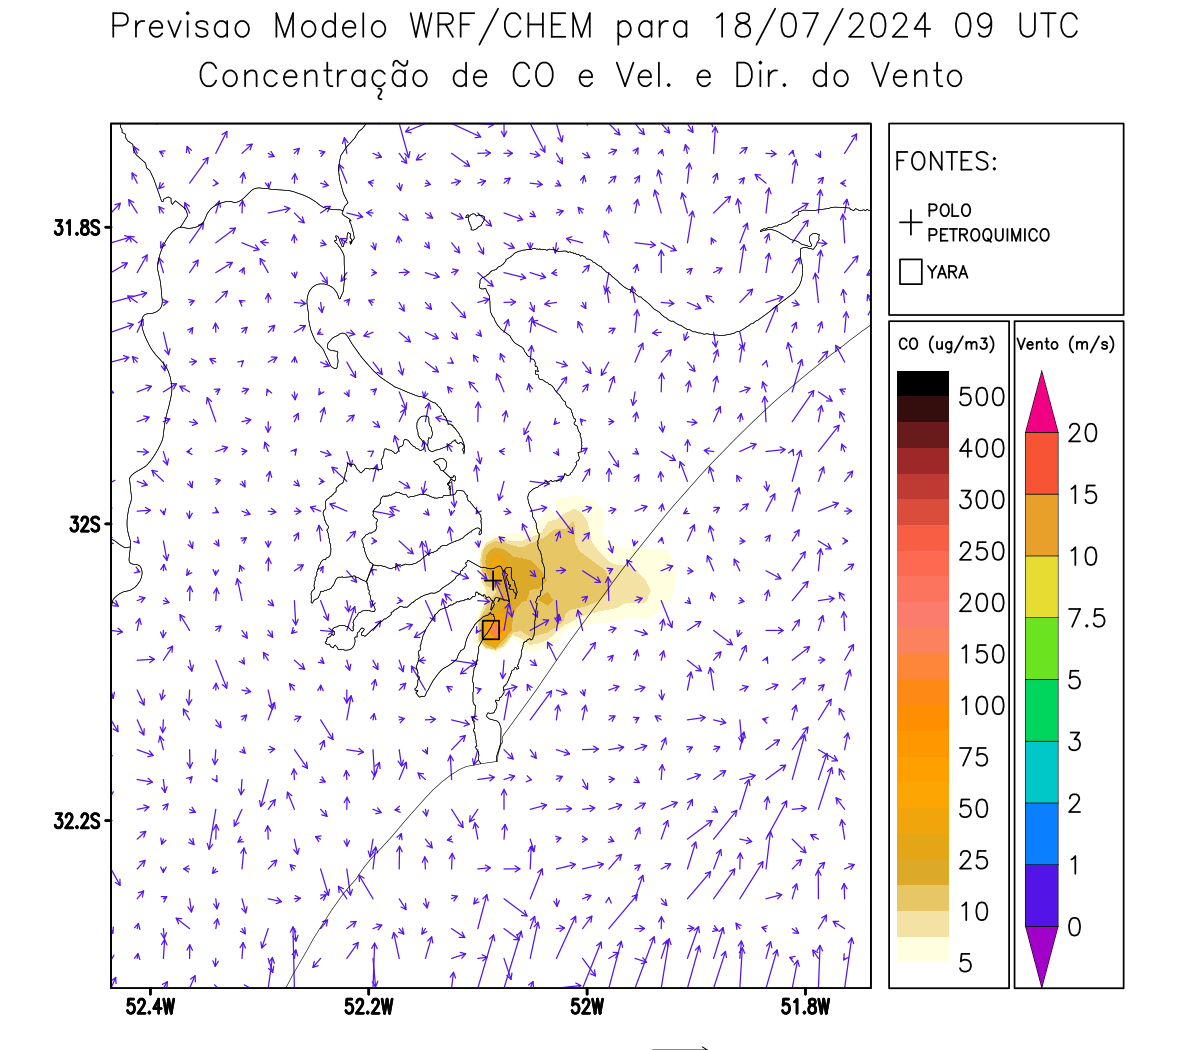 Previsao Modelo WRF/CHEM para 18/07/2024 09 UTC
Concentração de CO e Vel. e Dir. do Vento
FONTES:
POLO
PETROQUIMICO
YARA
31.8S
32S
32.2S
52.4W
52.2W
52W
51.8W
CO (ug/m3)
500
400
300
250
200
150
100
75
50
25
10
5
Vento (m/s)
20
15
10
7.5
5
3
2
1
0